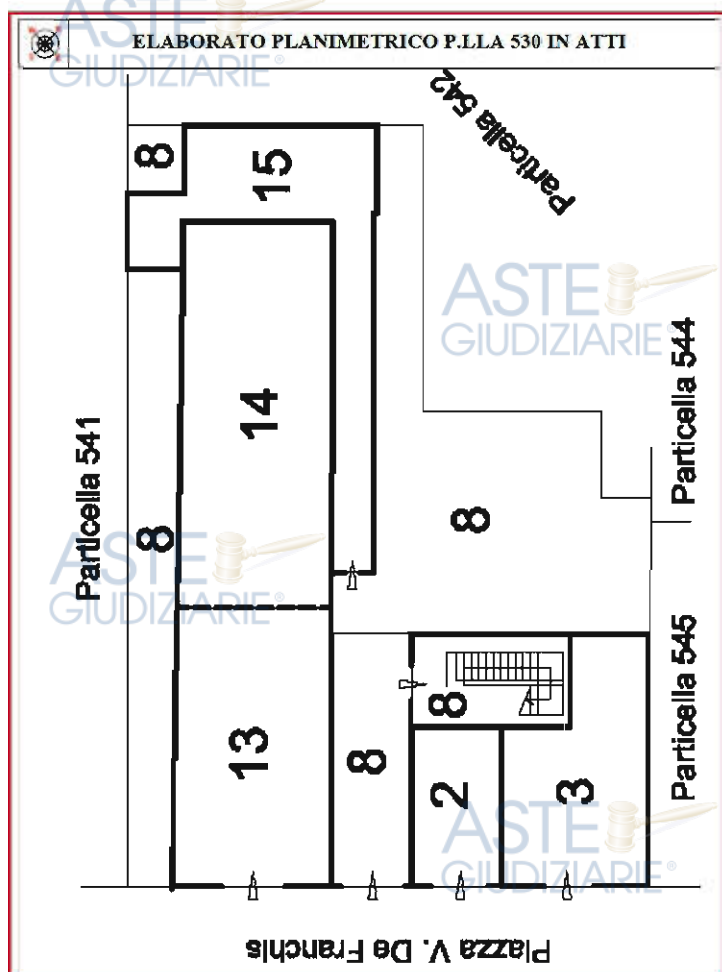 ELABORATO PLANIMETRICO P.LLA 530 IN ATTI
ASTE
GIUDIZIARIE®
Particella 542
8
15
ASTE
GIUDIZIARIE®
Particella 544
14
Particella 541
8
8
ASTE
GIUDIZIARIE®
Particella 545
8
13
8
2
3
ASTE
GIUDIZIARIE®
Piazza V. De Franchis